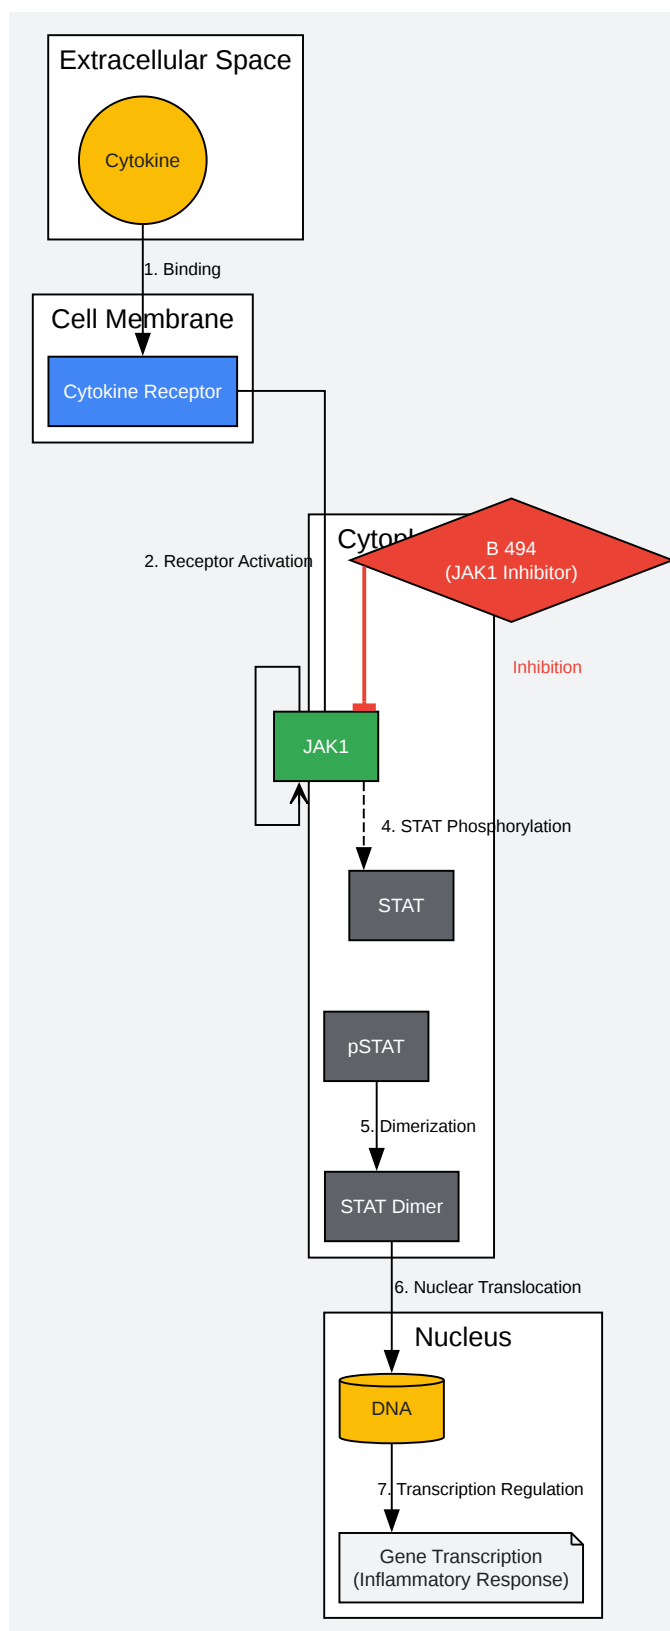 Extracellular Space
Cytokine
1. Binding
Cell Membrane
Cytokine Receptor
B 494
(JAK1 Inhibitor)
2. Receptor Activation
Inhibition
JAK1
4. STAT Phosphorylation
STAT
pSTAT
5. Dimerization
STAT Dimer
6. Nuclear Translocation
Nucleus
DNA
7. Transcription Regulation
Gene Transcription
(Inflammatory Response)